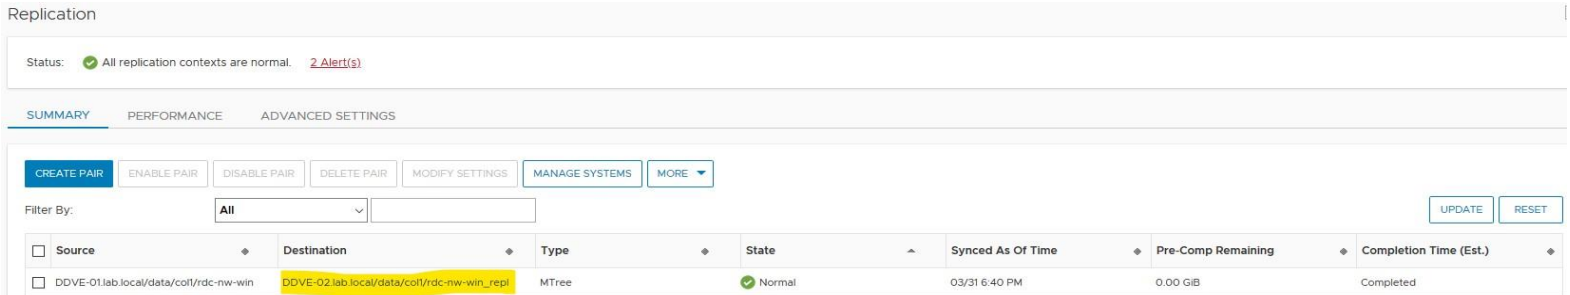 Replication
Status: All replication contexts are normal. 2 Alert(s)
SUMMARY PERFORMANCE ADVANCED SETTINGS
CREATE PAIR ENABLE PAIR DISABLE PAIR DELETE PAIR MODIFY SETTINGS MANAGE SYSTEMS MORE
Filter By: All UPDATE RESET
Source Destination Type State Synced As Of Time Pre-Comp Remaining Completion Time (Est.)
DDVE-01.lab.local/data/col1/rdc-nw-win DDVE-02.lab.local/data/col1/rdc-nw-win_repl MTree Normal 03/31 6:40 PM 0.00 GiB Completed